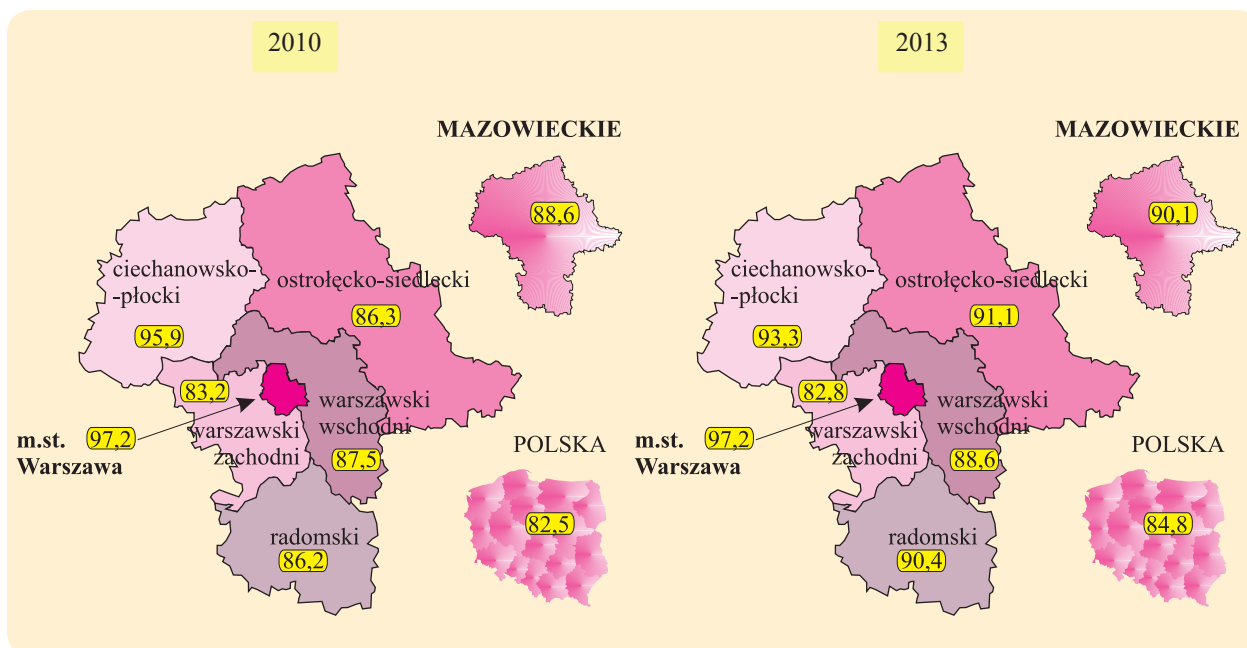 2010
MAZOWIECKIE
88,6
ciechanowsko-
-płocki
95,9
ostrołęcko-siedlecki
86,3
83,2
m.st.
Warszawa
97,2
warszawski
zachodni
warszawski
wschodni
87,5
POLSKA
82,5
radomski
86,2
2013
MAZOWIECKIE
90,1
ciechanowsko-
-płocki
93,3
ostrołęcko-siedlecki
91,1
82,8
m.st.
Warszawa
97,2
warszawski
zachodni
warszawski
wschodni
88,6
POLSKA
84,8
radomski
90,4